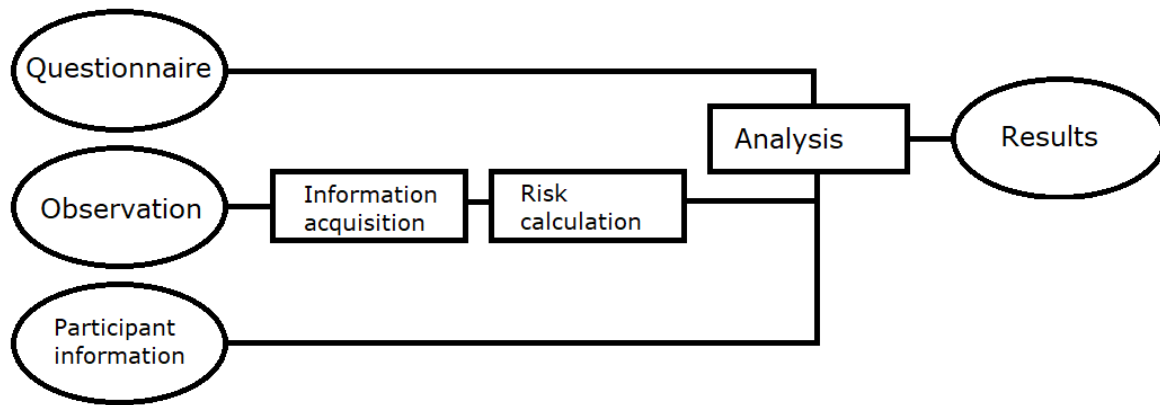 Questionnaire
Analysis
Results
Observation
Information
acquisition
Risk
calculation
Participant
information